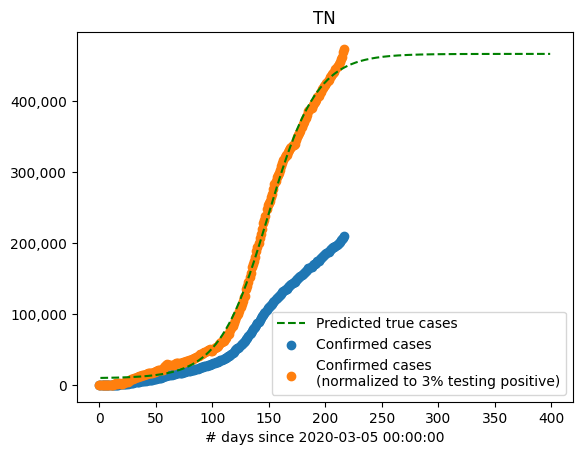 TN
400,000
300,000
200,000
100,000
0
0 50 100 150 200 250 300 350 400
# days since 2020-03-05 00:00:00
Predicted true cases
Confirmed cases
Confirmed cases
(normalized to 3% testing positive)